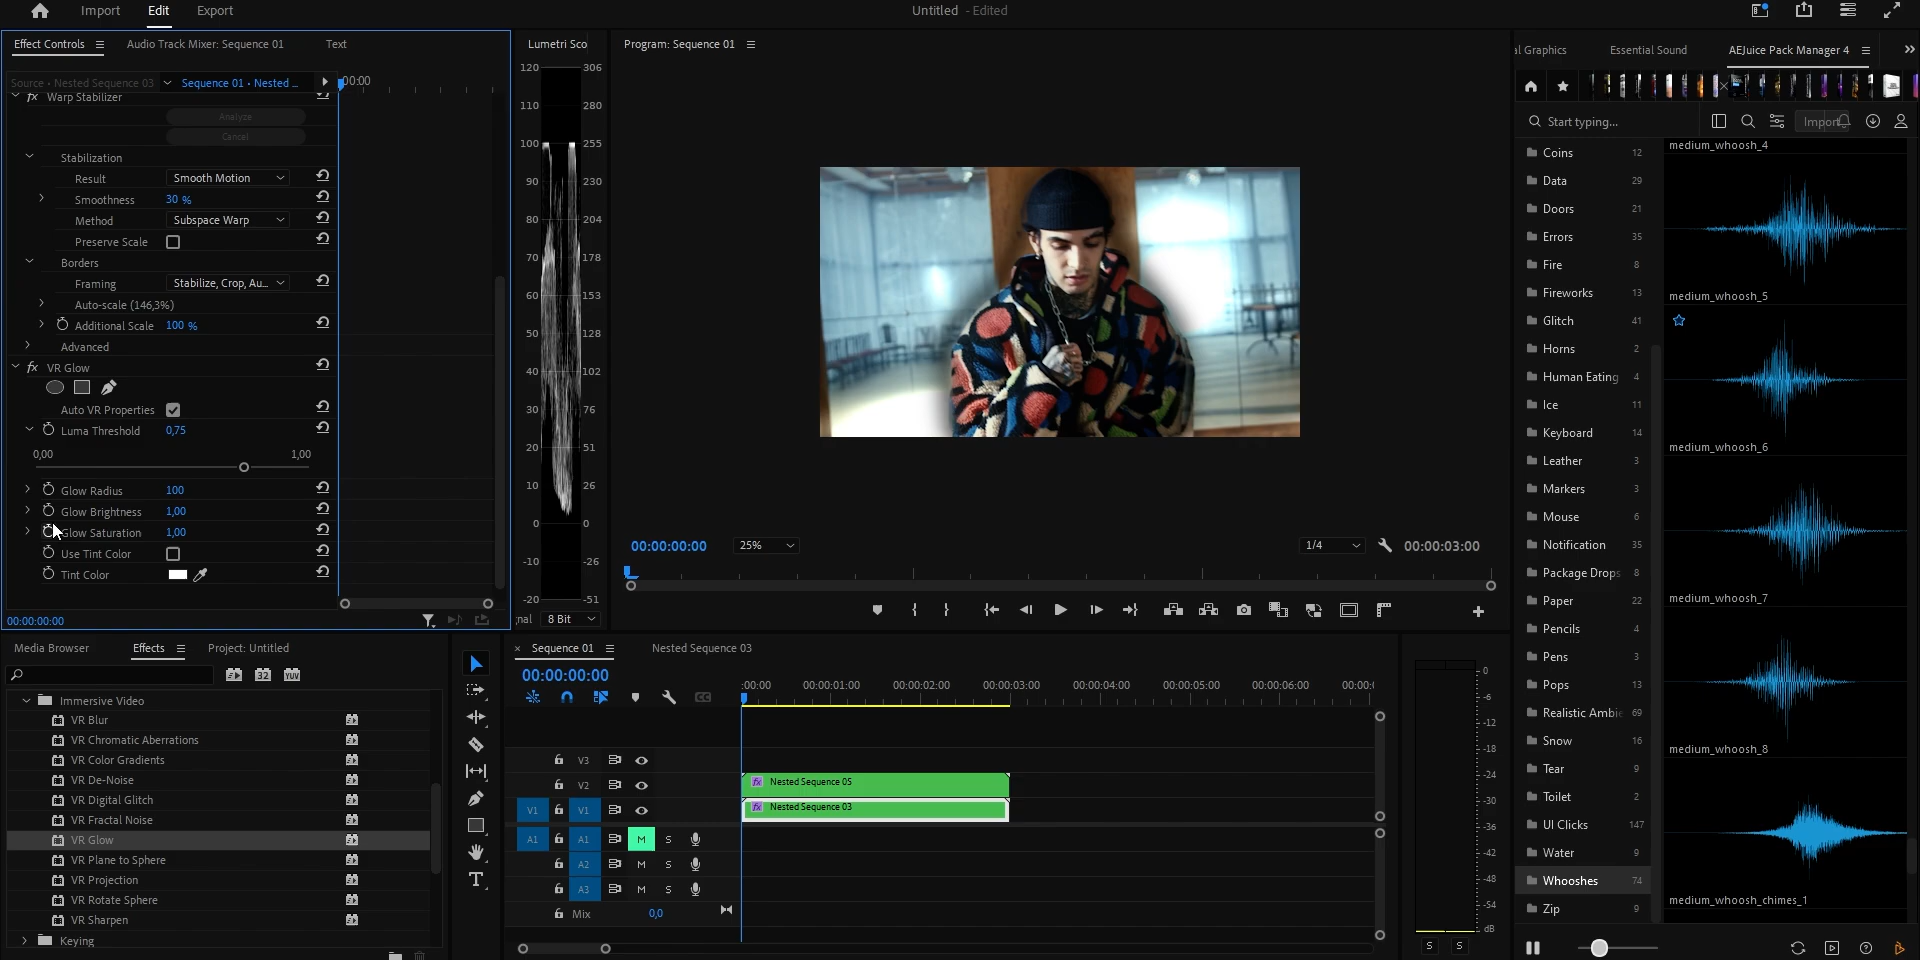 Import
Edit
Export
Untitled - Edited
Effect Controls
Audio Track Mixer: Sequence 01
Text
Source • Nested Sequence 03
Sequence 01 • Nested ...
:00:00
Warp Stabilizer
Analyze
Cancel
Stabilization
Result
Smooth Motion
Smoothness
30 %
Method
Subspace Warp
Preserve Scale
Borders
Framing
Stabilize, Crop, Au...
Auto-scale (146,3%)
Additional Scale
100 %
Advanced
VR Glow
Auto VR Properties
Luma Threshold
0,75
0,00
1,00
Glow Radius
100
Glow Brightness
1,00
Glow Saturation
1,00
Use Tint Color
Tint Color
00:00:00:00
Lumetri Sco
120 306
110 280
100 255
90 230
80 204
70 178
60 153
50 128
40 102
30 76
20 51
10 26
0 0
-10 -26
-20 -51
nal
8 Bit
Program: Sequence 01
00:00:00:00
25%
1/4
00:00:03:00
al Graphics
Essential Sound
AEJuice Pack Manager 4
Start typing...
Import
Coins 12
Data 29
Doors 21
Errors 35
Fire 8
Fireworks 13
Glitch 41
Horns 2
Human Eating 4
Ice 11
Keyboard 14
Leather 3
Markers 3
Mouse 6
Notification 35
Package Drops 8
Paper 22
Pencils 4
Pens 3
Pops 13
Realistic Ambie 69
Snow 16
Tear 9
Toilet 2
UI Clicks 147
Water 9
Whooshes 74
Zip 9
medium_whoosh_4
medium_whoosh_5
medium_whoosh_6
medium_whoosh_7
medium_whoosh_8
medium_whoosh_chimes_1
Media Browser
Effects
Project: Untitled
32
YUV
Immersive Video
VR Blur
VR Chromatic Aberrations
VR Color Gradients
VR De-Noise
VR Digital Glitch
VR Fractal Noise
VR Glow
VR Plane to Sphere
VR Projection
VR Rotate Sphere
VR Sharpen
Keying
× Sequence 01
Nested Sequence 03
00:00:00:00
:00:00
00:00:01:00
00:00:02:00
00:00:03:00
00:00:04:00
00:00:05:00
00:00:06:00
00:00:0
V3
V2
V1 V1
A1 A1 M S
A2 M S
A3 M S
Mix 0,0
fx Nested Sequence 05
fx Nested Sequence 03
0
-6
-12
-18
-24
-30
-36
-42
-48
-54
dB
S S